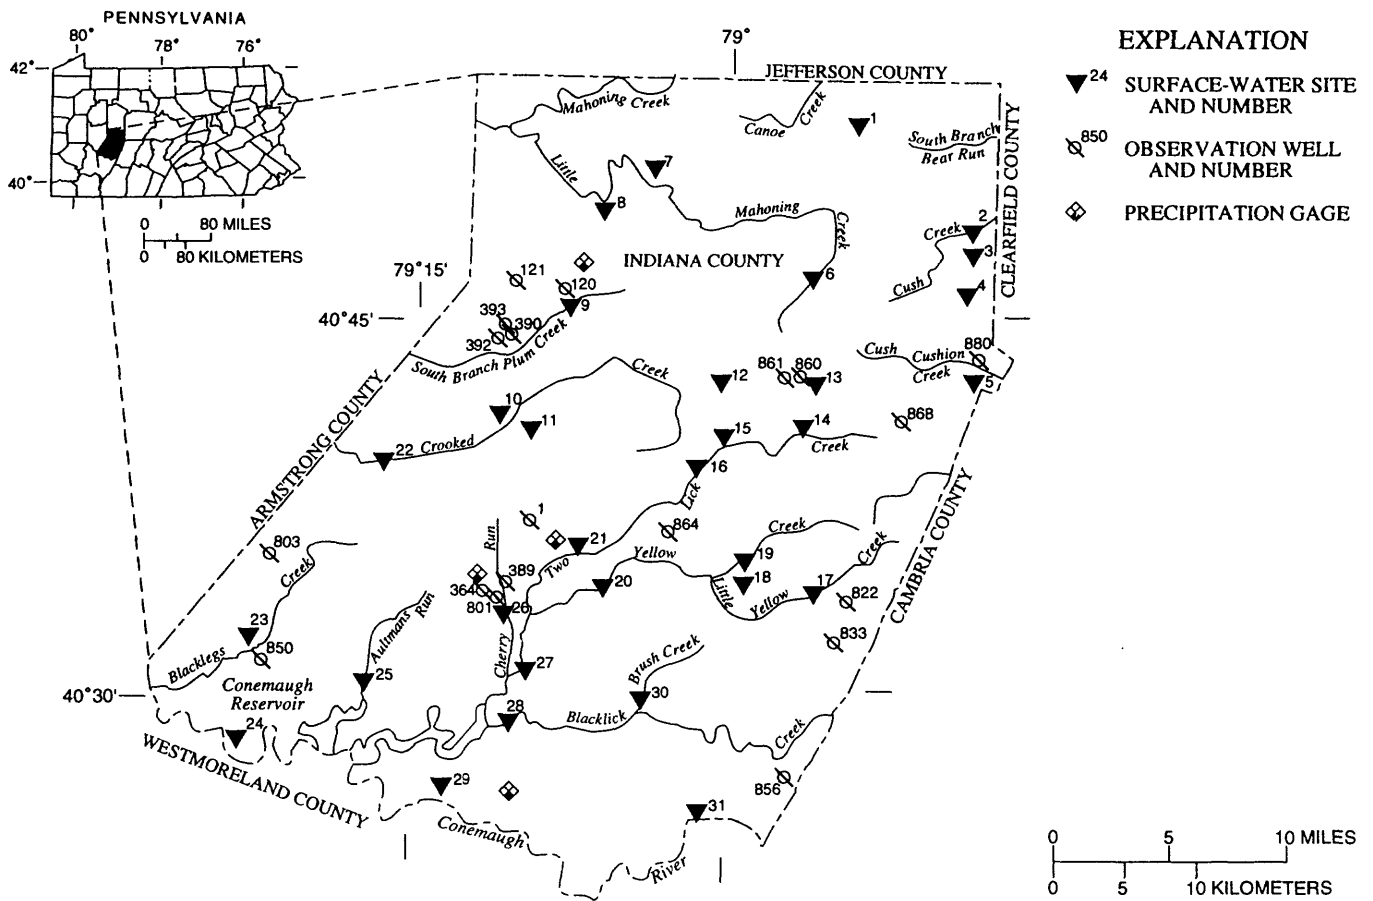 PENNSYLVANIA
80°
78°
76°
42°
40°
0 80 MILES
0 80 KILOMETERS
79°
JEFFERSON COUNTY
EXPLANATION
24
SURFACE-WATER SITE
AND NUMBER
850
OBSERVATION WELL
AND NUMBER
PRECIPITATION GAGE
Mahoning Creek
Canoe Creek
1
South Branch
Bear Run
CLEARFIELD COUNTY
Little
7
8
Mahoning
Creek
2
Creek
3
Cush
4
INDIANA COUNTY
6
79°15'
121
120
9
40°45'
393
390
392
South Branch Plum Creek
Cush Cushion
Creek
880
5
Creek
12
861
860
13
868
10
11
22
Crooked
15
14
Creek
16
Lick
ARMSTRONG COUNTY
CAMBRIA COUNTY
1
864
803
Creek
Run
21
Two
Yellow
Creek
19
18
Creek
17
Little
Yellow
20
822
833
389
364
801
26
Aultmans
Run
23
850
Blacklegs
Cherry
27
Brush Creek
40°30'
Conemaugh
Reservoir
25
30
24
28
Blacklick
Creek
WESTMORELAND COUNTY
29
856
31
Conemaugh
River
0 5 10 MILES
0 5 10 KILOMETERS